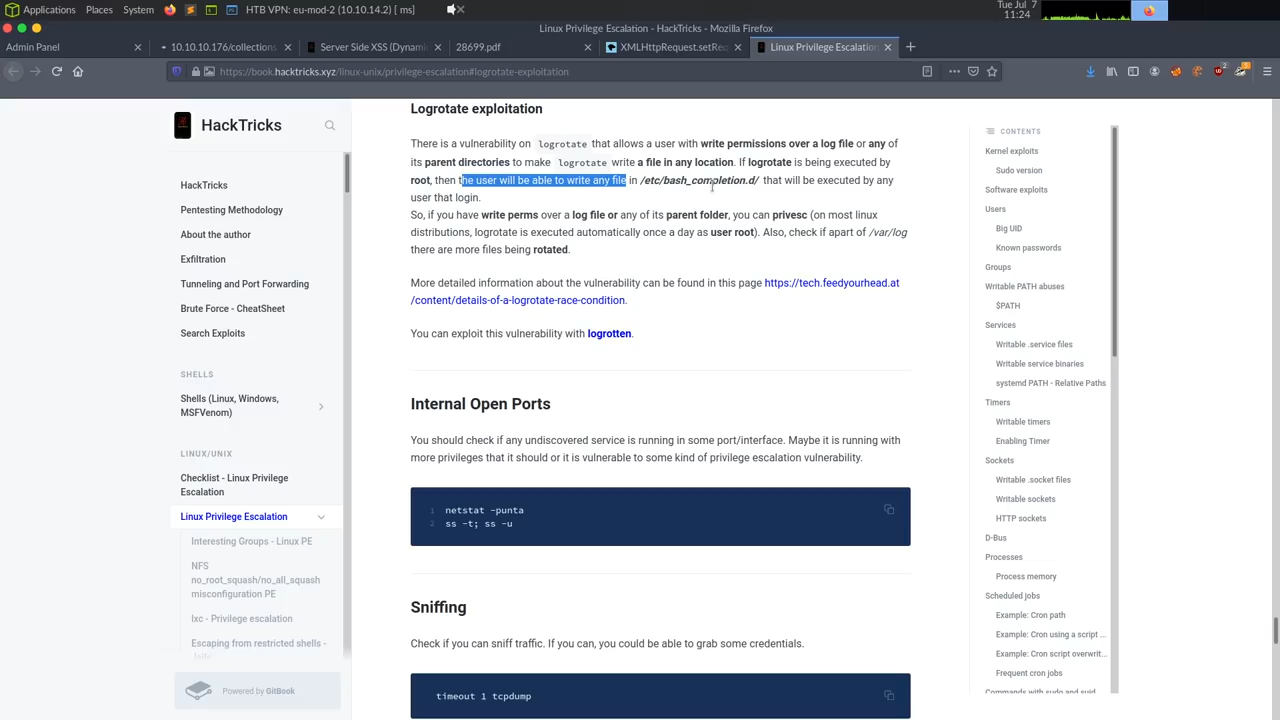 Applications Places System HTB VPN: eu-mod-2 10.10.14.2 [ ms]
Tue Jul 7
11:24
Linux Privilege Escalation - HackTricks - Mozilla Firefox
Admin Panel
10.10.10.176/collections
Server Side XSS (Dynam
28699.pdf
XMLHttpRequest.setReq
Linux Privilege Escalation
https://book.hacktricks.xyz/linux-unix/privilege-escalation#logrotate-exploitation
HackTricks
HackTricks
Pentesting Methodology
About the author
Exfiltration
Tunneling and Port Forwarding
Brute Force - CheatSheet
Search Exploits
SHELLS
Shells (Linux, Windows,
MSFVenom)
LINUX/UNIX
Checklist - Linux Privilege
Escalation
Linux Privilege Escalation
Interesting Groups - Linux PE
NFS
no_root_squash/no_all_squash
misconfiguration PE
lxc - Privilege escalation
Escaping from restricted shells -
Jails
Powered by GitBook
Logrotate exploitation
There is a vulnerability on logrotate that allows a user with write permissions over a log file or any of
its parent directories to make logrotate write a file in any location. If logrotate is being executed by
root, then the user will be able to write any file in /etc/bash_completion.d/ that will be executed by any
user that login.
So, if you have write perms over a log file or any of its parent folder, you can privesc (on most linux
distributions, logrotate is executed automatically once a day as user root). Also, check if apart of /var/log
there are more files being rotated.
More detailed information about the vulnerability can be found in this page https://tech.feedyourhead.at
/content/details-of-a-logrotate-race-condition.
You can exploit this vulnerability with logrotten.
Internal Open Ports
You should check if any undiscovered service is running in some port/interface. Maybe it is running with
more privileges that it should or it is vulnerable to some kind of privilege escalation vulnerability.
1 netstat -punta
2 ss -t; ss -u
Sniffing
Check if you can sniff traffic. If you can, you could be able to grab some credentials.
timeout 1 tcpdump
CONTENTS
Kernel exploits
Sudo version
Software exploits
Users
Big UID
Known passwords
Groups
Writable PATH abuses
$PATH
Services
Writable .service files
Writable service binaries
systemd PATH - Relative Paths
Timers
Writable timers
Enabling Timer
Sockets
Writable .socket files
Writable sockets
HTTP sockets
D-Bus
Processes
Process memory
Scheduled jobs
Example: Cron path
Example: Cron using a script ...
Example: Cron script overwrit...
Frequent cron jobs
Commands with sudo and suid